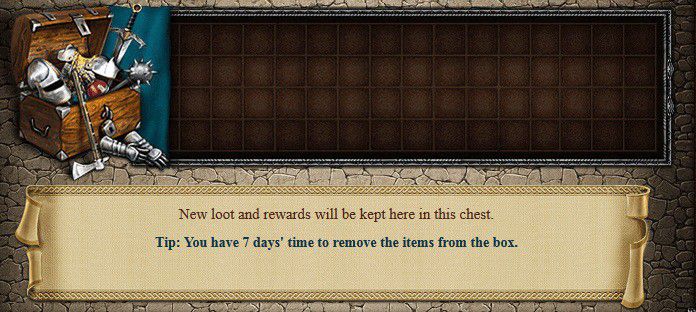 New loot and rewards will be kept here in this chest.
Tip: You have 7 days' time to remove the items from the box.